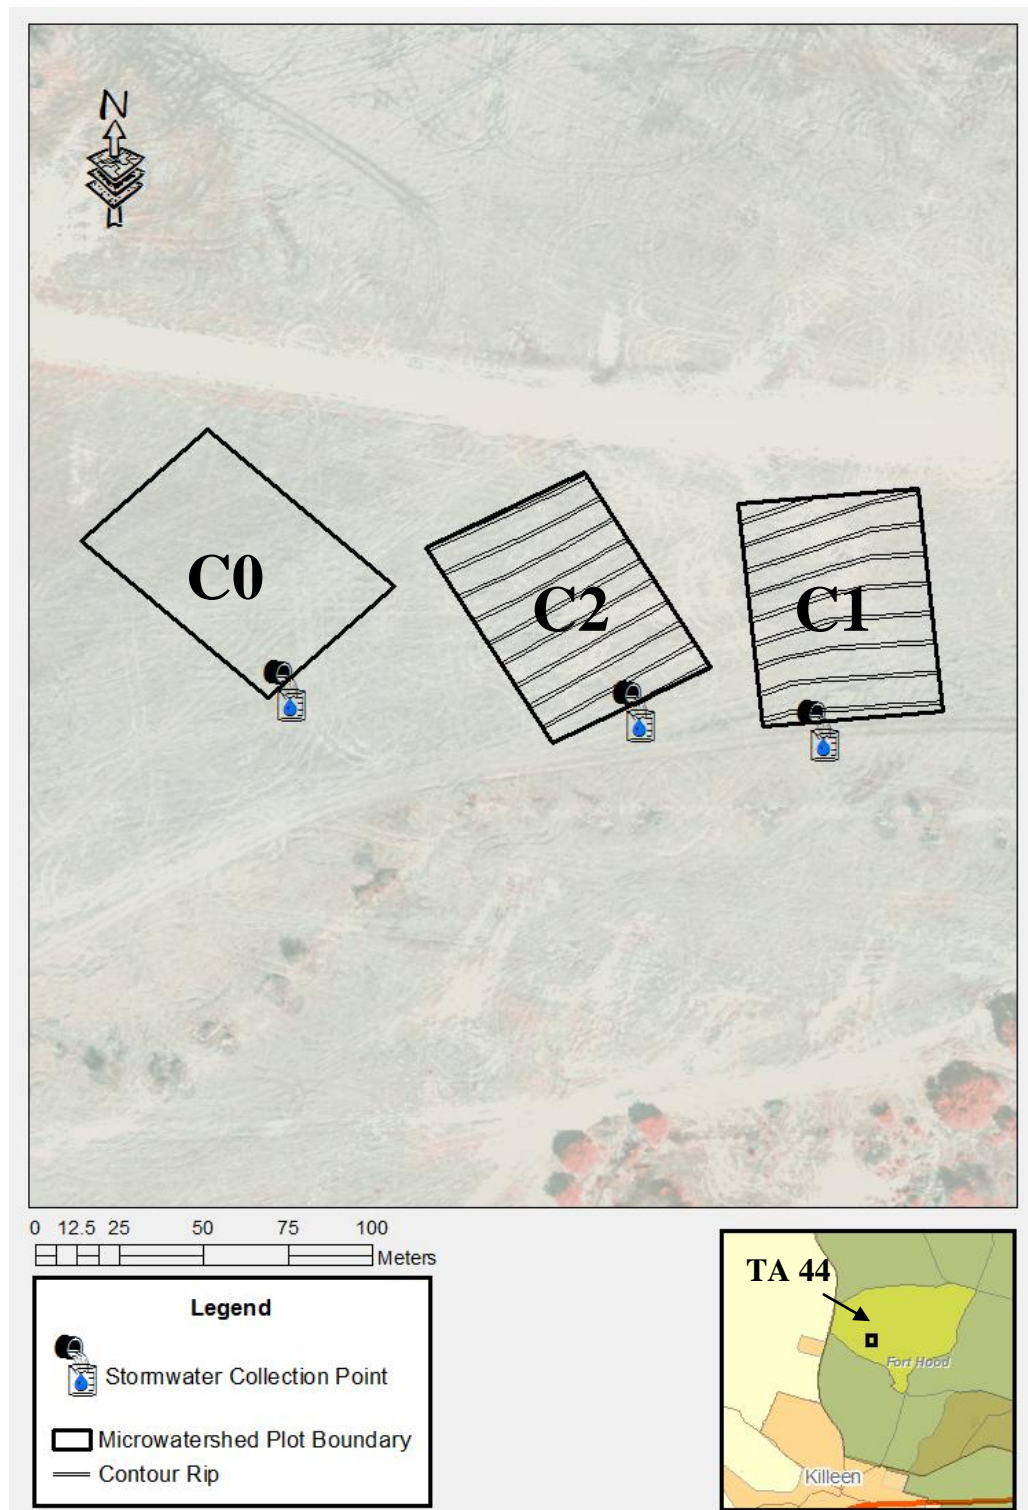 N
C0
C2
C1
0 12.5 25 50 75 100
Meters
Legend
Stormwater Collection Point
Microwatershed Plot Boundary
Contour Rip
TA 44
Fort Hood
Killeen